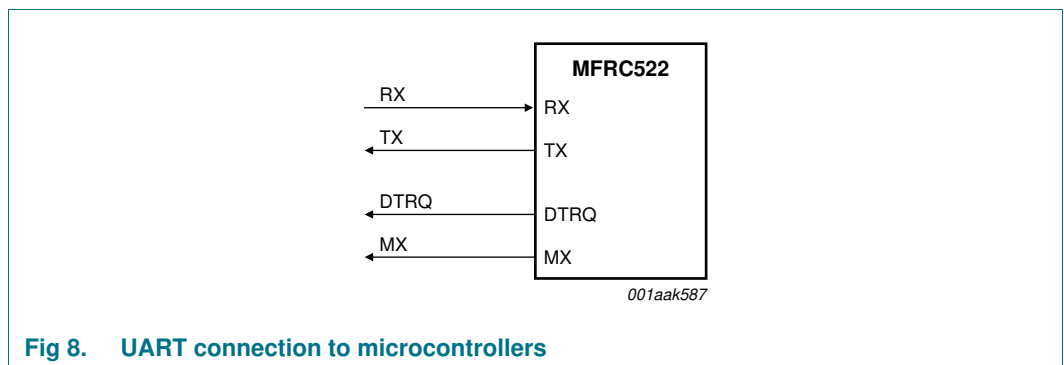 MFRC522
RX RX
TX TX
DTRQ DTRQ
MX MX
001aak587
Fig 8. UART connection to microcontrollers